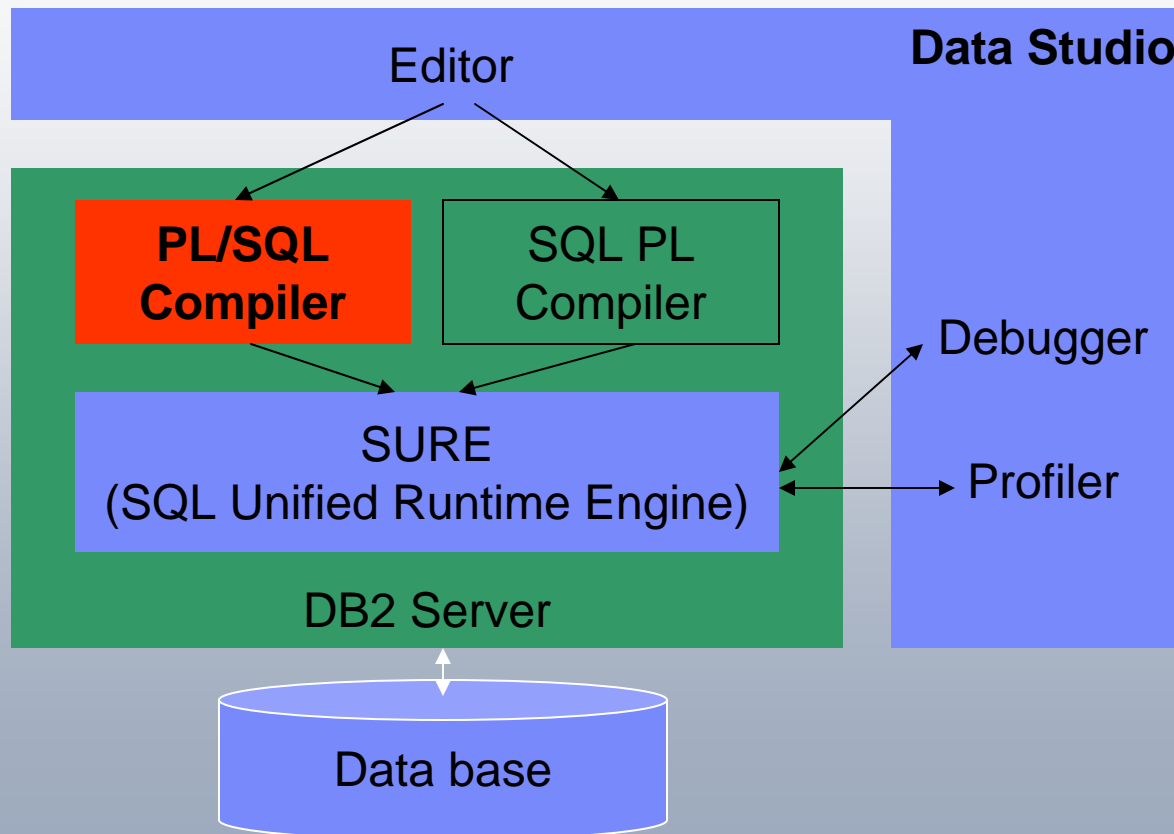 Data Studio
Editor
PL/SQL
Compiler
SQL PL
Compiler
Debugger
SURE
(SQL Unified Runtime Engine)
Profiler
DB2 Server
Data base